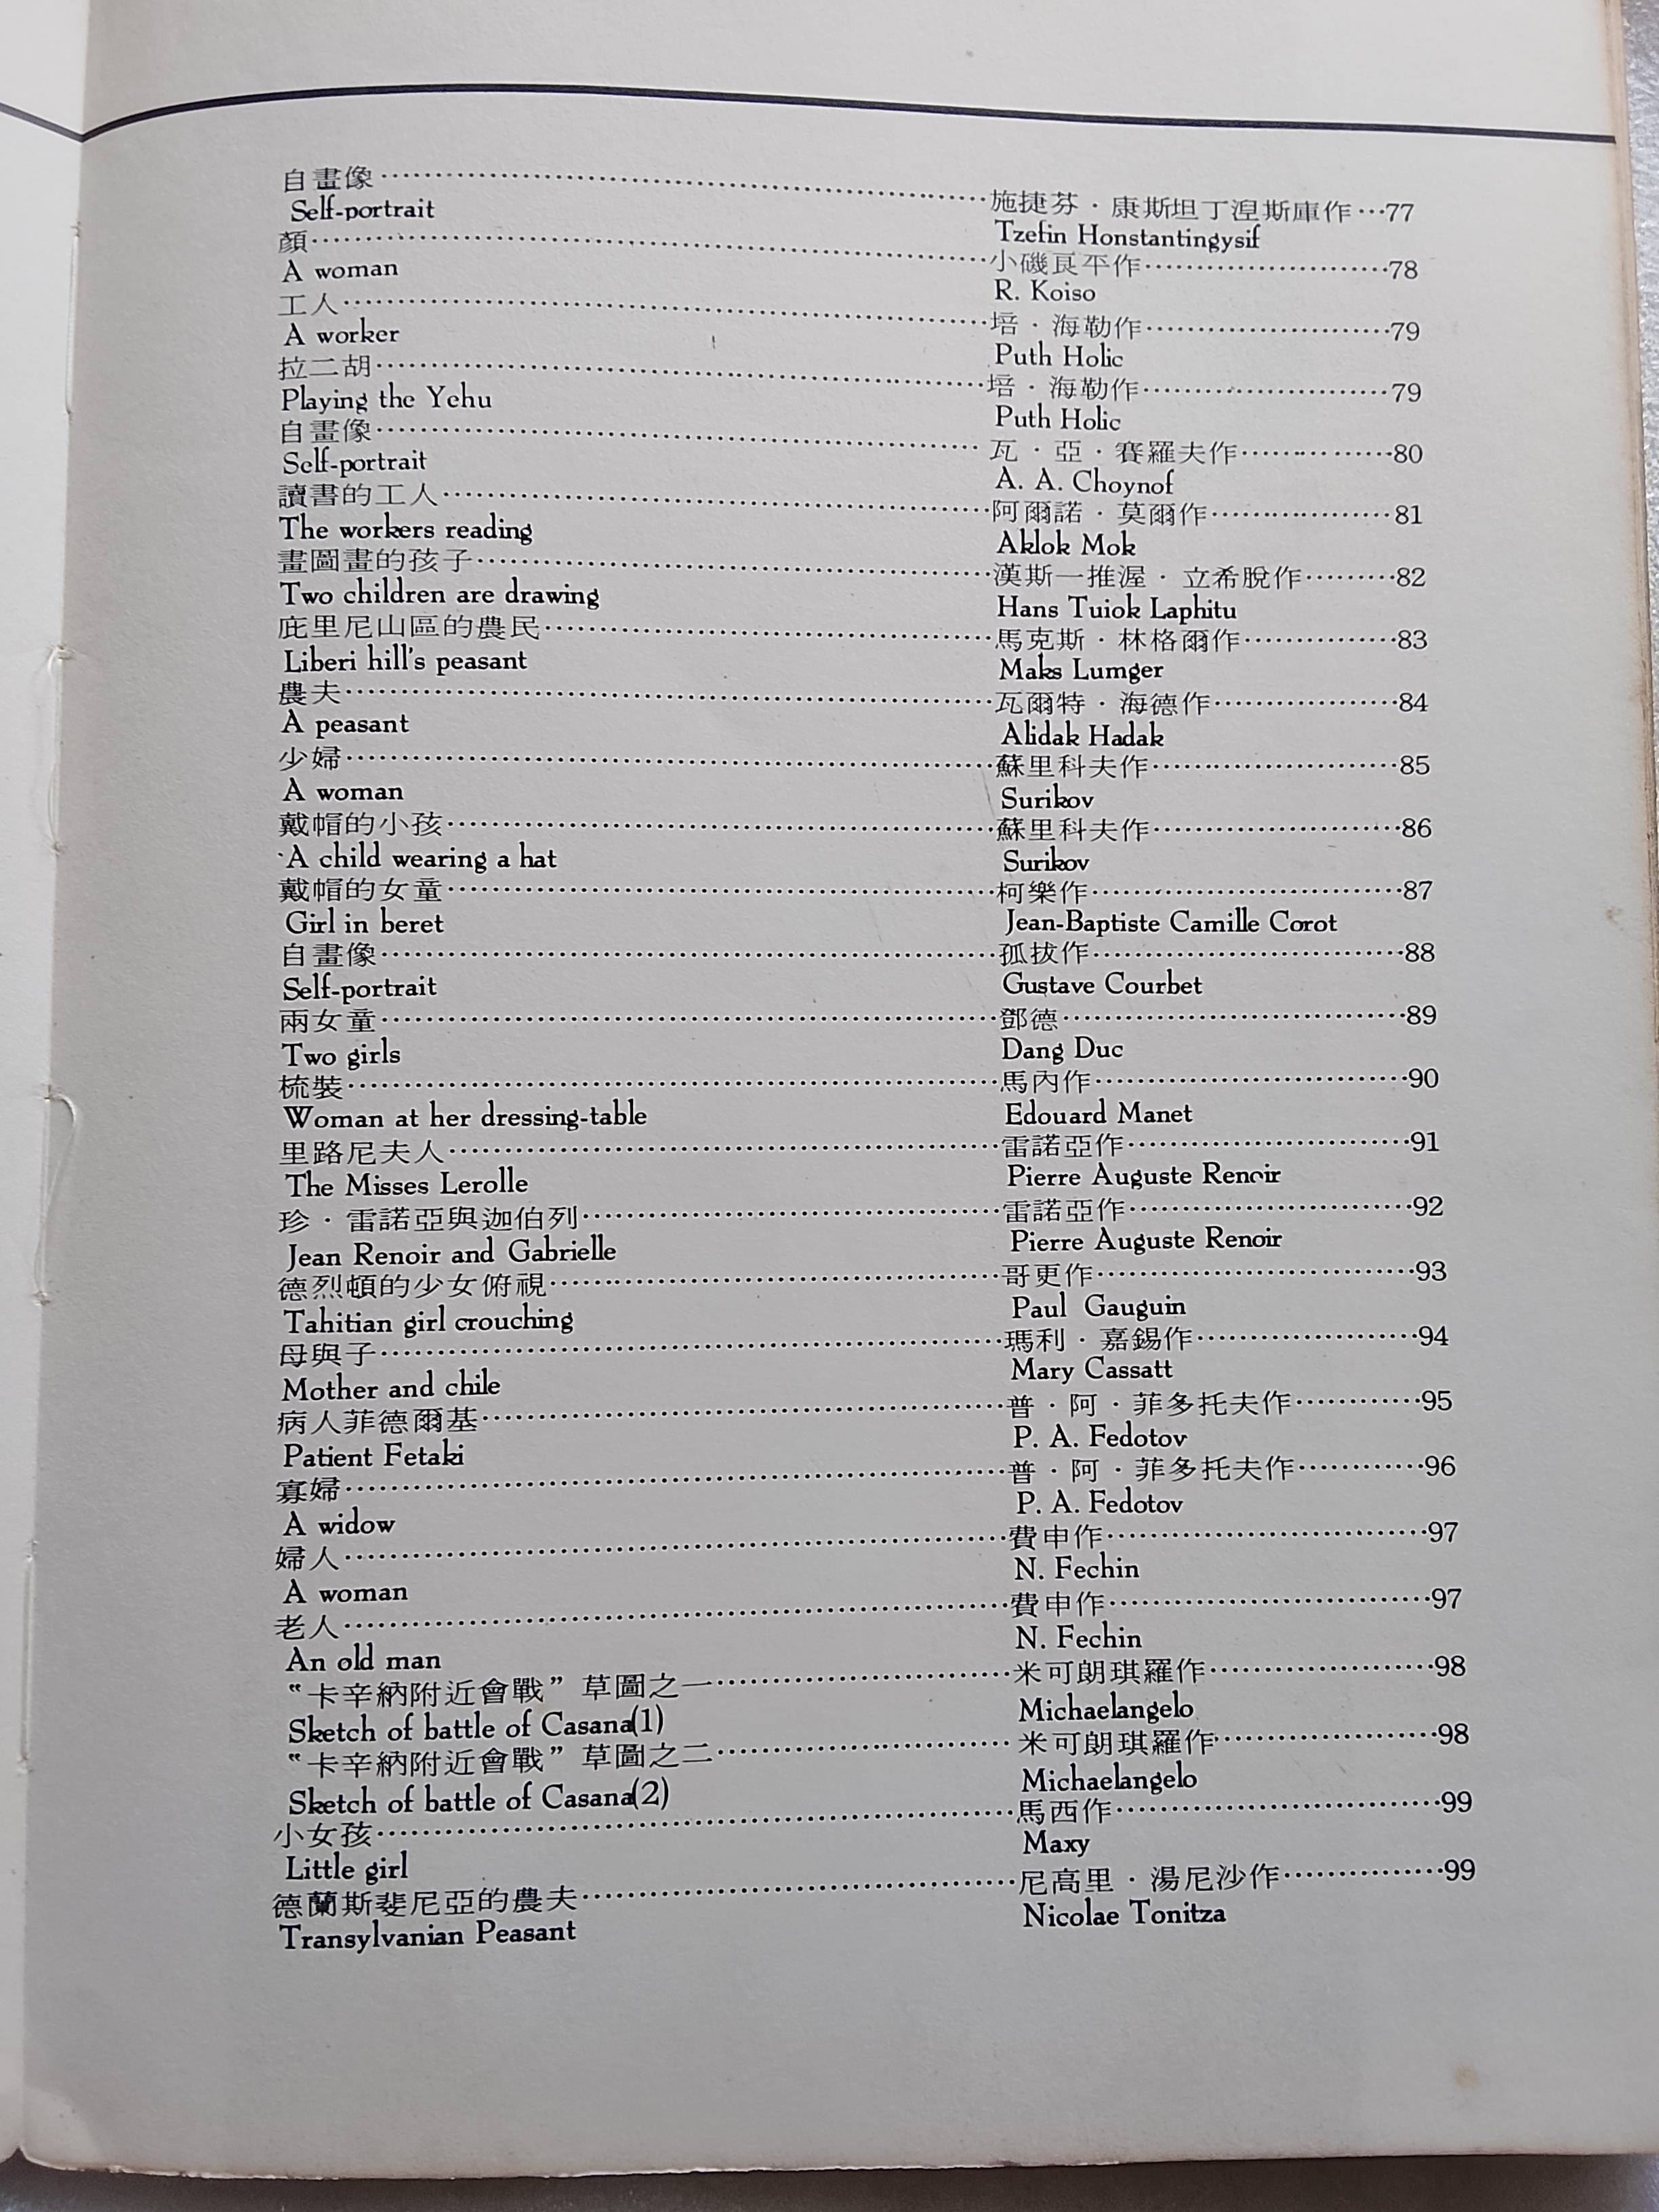 自畫像……施捷芬·康斯坦丁湼斯庫作…77
Self-portrait Tzefin Honstantingysif
顏……小磯良平作……78
A woman R. Koiso
工人……培·海勒作……79
A worker Puth Holic
拉二胡……培·海勒作……79
Playing the Yehu Puth Holic
自畫像……瓦·亞·賽羅夫作……80
Self-portrait A. A. Choynof
讀書的工人……阿爾諾·莫爾作……81
The workers reading Aklok Mok
畫圖畫的孩子……漢斯一推渥·立希脫作……82
Two children are drawing Hans Tuiok Laphitu
庇里尼山區的農民……馬克斯·林格爾作……83
Liberi hill's peasant Maks Lumger
農夫……瓦爾特·海德作……84
A peasant Alidak Hadak
少婦……蘇里科夫作……85
A woman Surikov
戴帽的小孩……蘇里科夫作……86
A child wearing a hat Surikov
戴帽的女童……柯樂作……87
Girl in beret Jean-Baptiste Camille Corot
自畫像……孤拔作……88
Self-portrait Gustave Courbet
兩女童……鄧德……89
Two girls Dang Duc
梳裝……馬內作……90
Woman at her dressing-table Edouard Manet
里路尼夫人……雷諾亞作……91
The Misses Lerolle Pierre Auguste Renoir
珍·雷諾亞與迦伯列……雷諾亞作……92
Jean Renoir and Gabrielle Pierre Auguste Renoir
德烈頓的少女俯視……哥更作……93
Tahitian girl crouching Paul Gauguin
母與子……瑪利·嘉錫作……94
Mother and chile Mary Cassatt
病人菲德爾基……普·阿·菲多托夫作……95
Patient Fetaki P. A. Fedotov
寡婦……普·阿·菲多托夫作……96
A widow P. A. Fedotov
婦人……費申作……97
A woman N. Fechin
老人……費申作……97
An old man N. Fechin
“卡辛納附近會戰”草圖之一……米可朗琪羅作……98
Sketch of battle of Casana(1) Michaelangelo
“卡辛納附近會戰”草圖之二……米可朗琪羅作……98
Sketch of battle of Casana(2) Michaelangelo
小女孩……馬西作……99
Little girl Maxy
德蘭斯斐尼亞的農夫……尼高里·湯尼沙作……99
Transylvanian Peasant Nicolae Tonitza